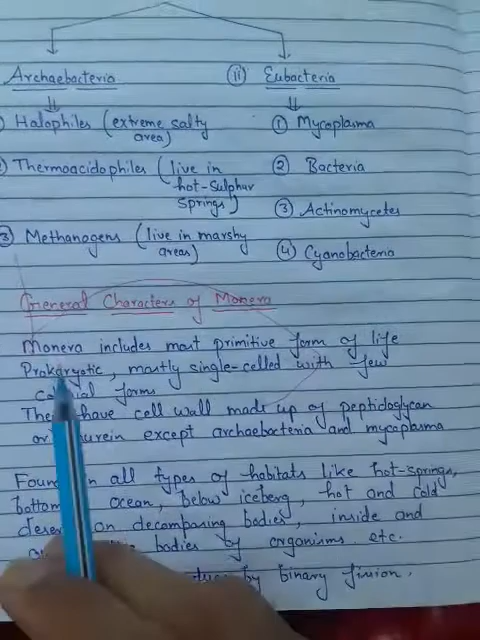 Archaebacteria
(ii) Eubacteria
) Halophiles (extreme salty
area)
① Mycoplasma
) Thermoacidophiles (live in
hot-sulphur
springs)
② Bacteria
③ Actinomycetes
③ Methanogens (live in marshy
areas)
④ Cyanobacteria
General Characters of Monera
Monera includes most primitive form of life
Prokaryotic, mostly single-celled with few
forms
have cell wall made up of peptidoglycan
or murein except archaebacteria and mycoplasma
in all types of habitats like hot-springs,
bottom ocean, below iceberg, hot and cold
on decomposing bodies, inside and
bodies by organisms etc.
by binary fission.